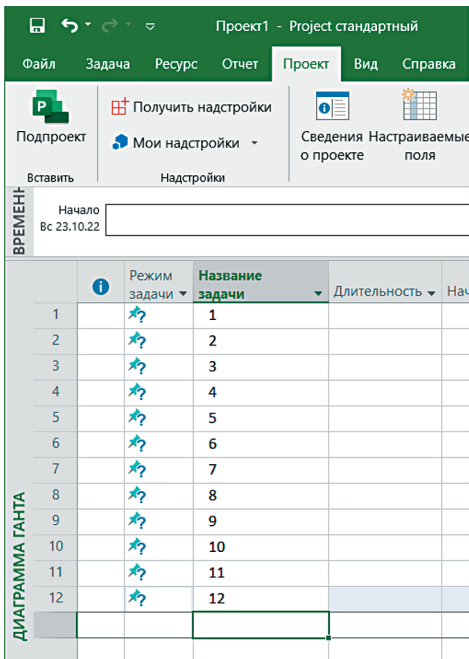 Проект1 - Project стандартный
Файл Задача Ресурс Отчет Проект Вид Справка
P
Подпроект
Получить надстройки
Мои надстройки
Сведения о проекте
Настраиваемые поля
Вставить
Надстройки
ВРЕМЕНН
Начало
Вс 23.10.22
Режим задачи
Название задачи
Длительность
Нач
1 1
2 2
3 3
4 4
5 5
6 6
7 7
8 8
9 9
10 10
11 11
12 12
ДИАГРАММА ГАНТА